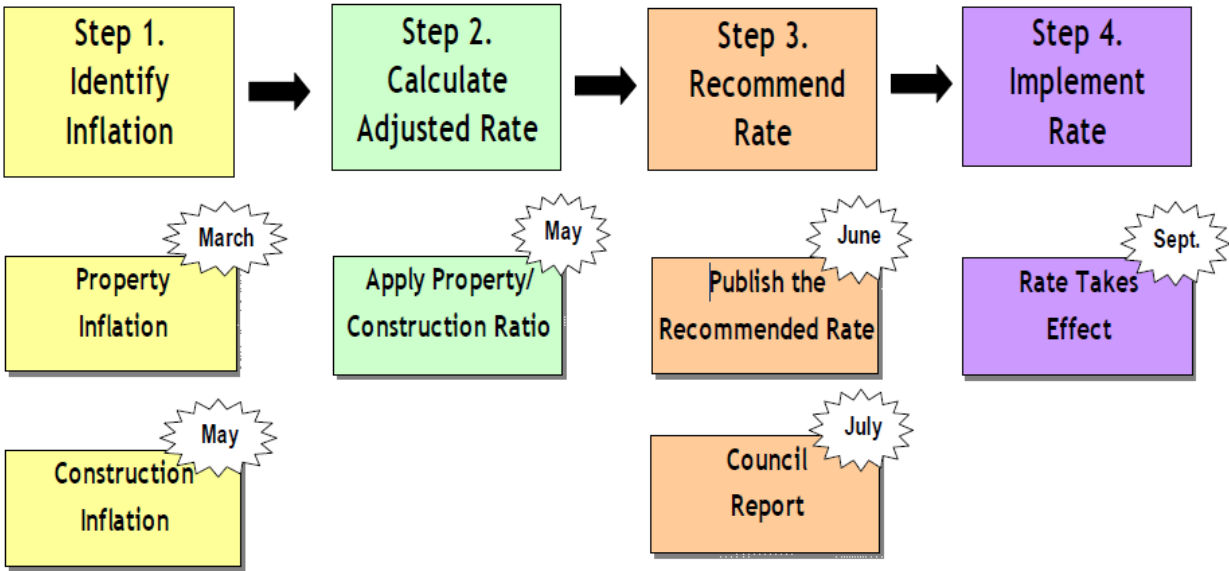 Step 1.
Identify
Inflation
Step 2.
Calculate
Adjusted Rate
Step 3.
Recommend
Rate
Step 4.
Implement
Rate
March
Property
Inflation
May
Apply Property/
Construction Ratio
June
Publish the
Recommended Rate
Sept.
Rate Takes
Effect
May
Construction
Inflation
July
Council
Report